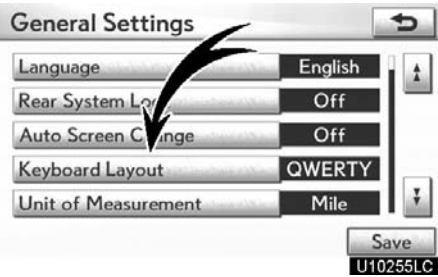 General Settings
Language English
Rear System Off
Auto Screen Off
Keyboard Layout QWERTY
Unit of Measurement Mile
Save
U10255LC